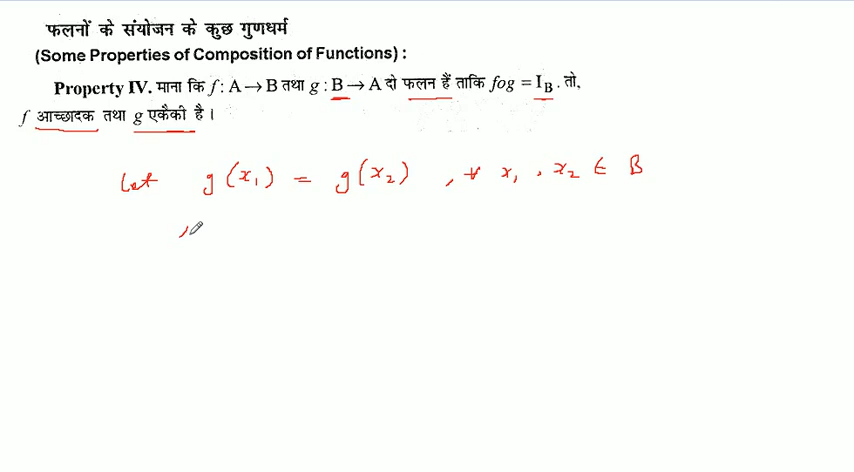 फलनों के संयोजन के कुछ गुणधर्म
(Some Properties of Composition of Functions) :
Property IV. माना कि f : A → B तथा g : B → A दो फलन हैं ताकि fog = I_B . तो,
f आच्छादक तथा g एकैकी है ।
Let g(x₁) = g(x₂) , ∀ x₁ , x₂ ∈ B